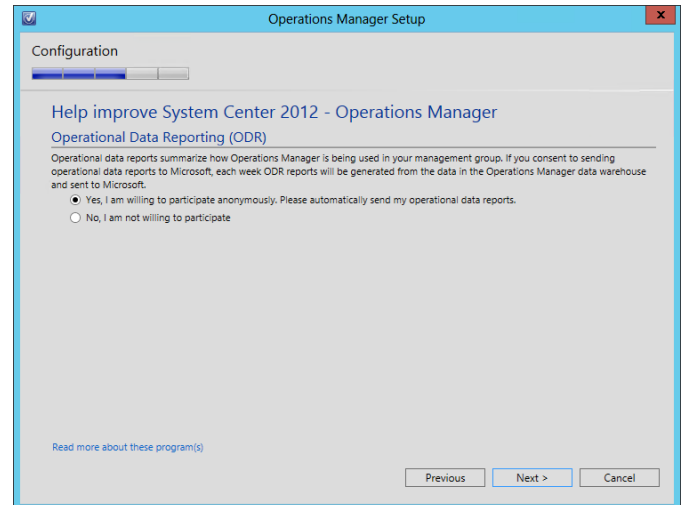 Operations Manager Setup
x
Configuration
Help improve System Center 2012 - Operations Manager
Operational Data Reporting (ODR)
Operational data reports summarize how Operations Manager is being used in your management group. If you consent to sending
operational data reports to Microsoft, each week ODR reports will be generated from the data in the Operations Manager data warehouse
and sent to Microsoft.
Yes, I am willing to participate anonymously. Please automatically send my operational data reports.
No, I am not willing to participate
Read more about these program(s)
Previous Next > Cancel